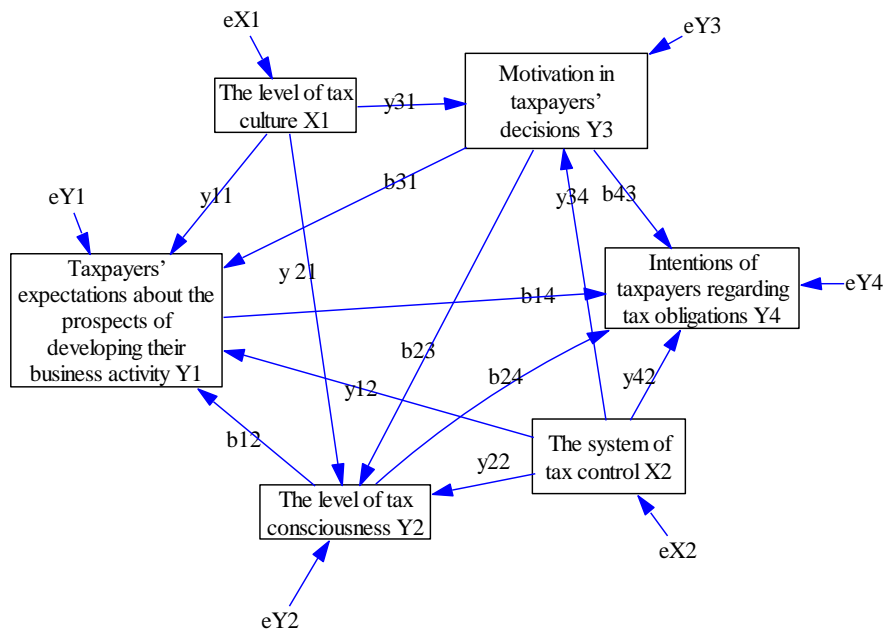 eX1
eY3
The level of tax
culture X1
y31
Motivation in
taxpayers’
decisions Y3
eY1
y11
b31
y34
b43
Taxpayers’
expectations about the
prospects of
developing their
business activity Y1
y 21
b14
Intentions of
taxpayers regarding
tax obligations Y4
eY4
b23
b24
y42
y12
b12
y22
The system of
tax control X2
The level of tax
consciousness Y2
eX2
eY2